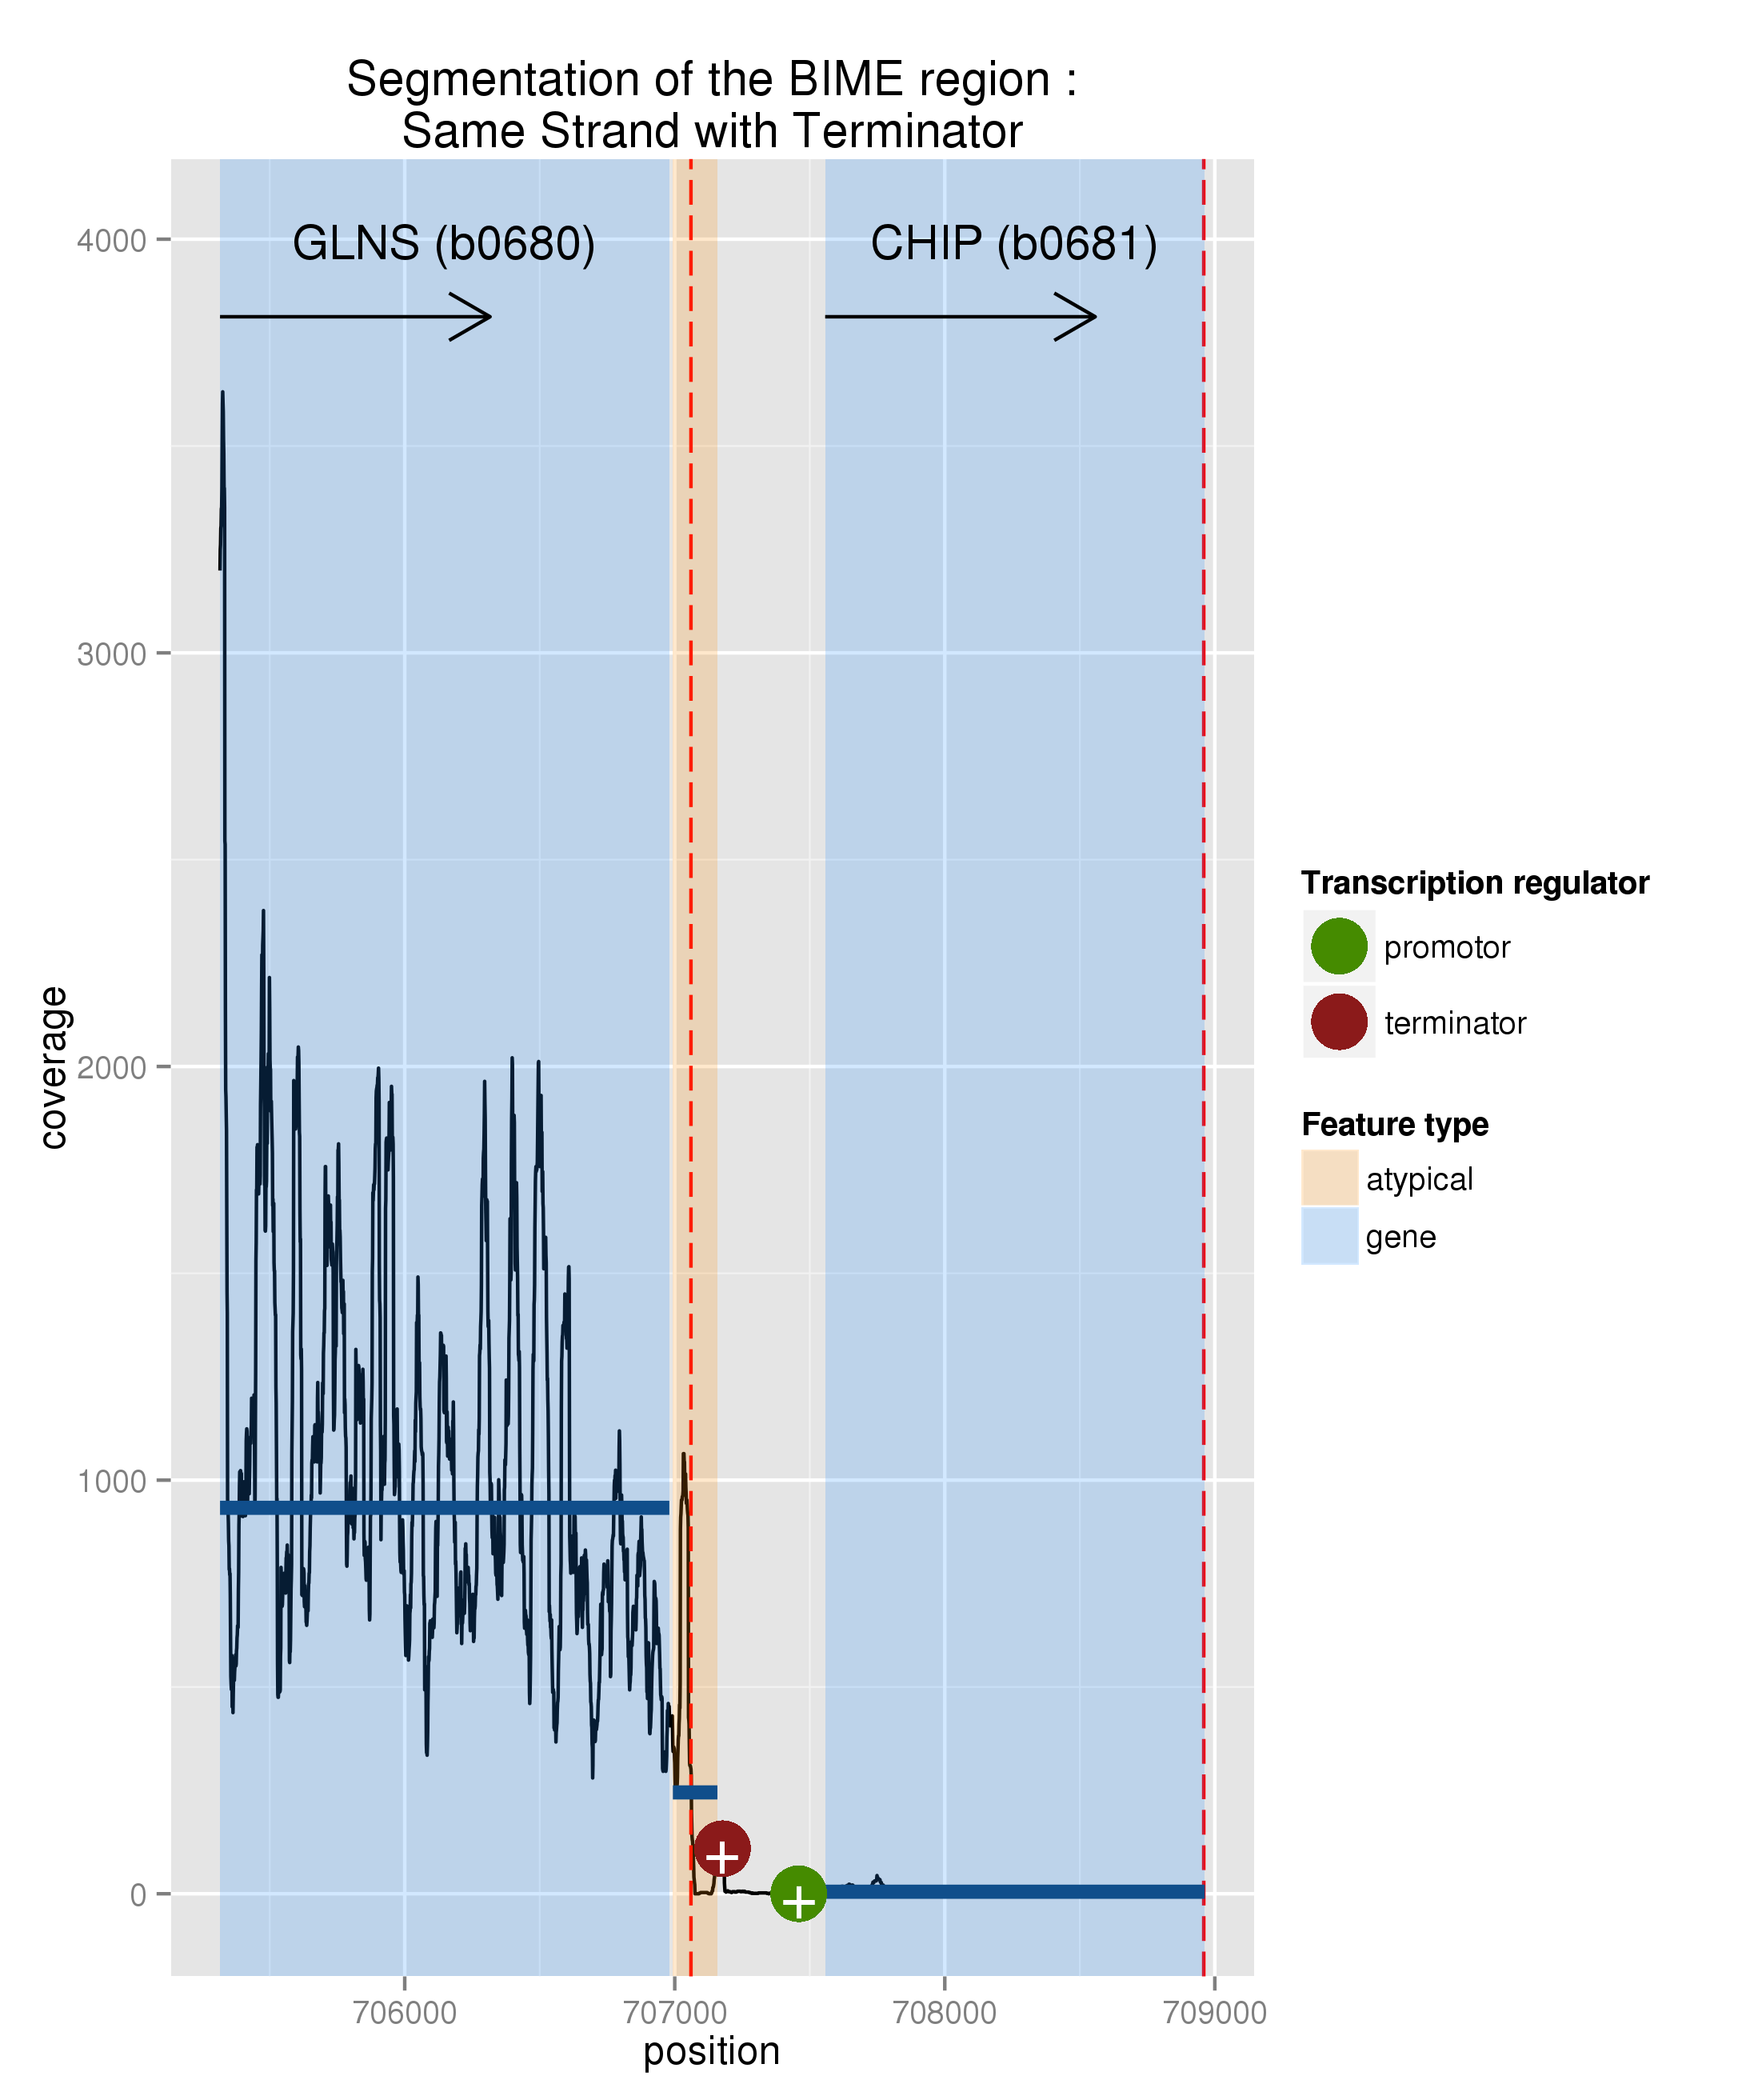 Segmentation of the BIME region :
Same Strand with Terminator
GLNS (b0680)
CHIP (b0681)
4000
3000
2000
1000
0
coverage
706000
707000
708000
709000
position
Transcription regulator
promotor
terminator
Feature type
atypical
gene